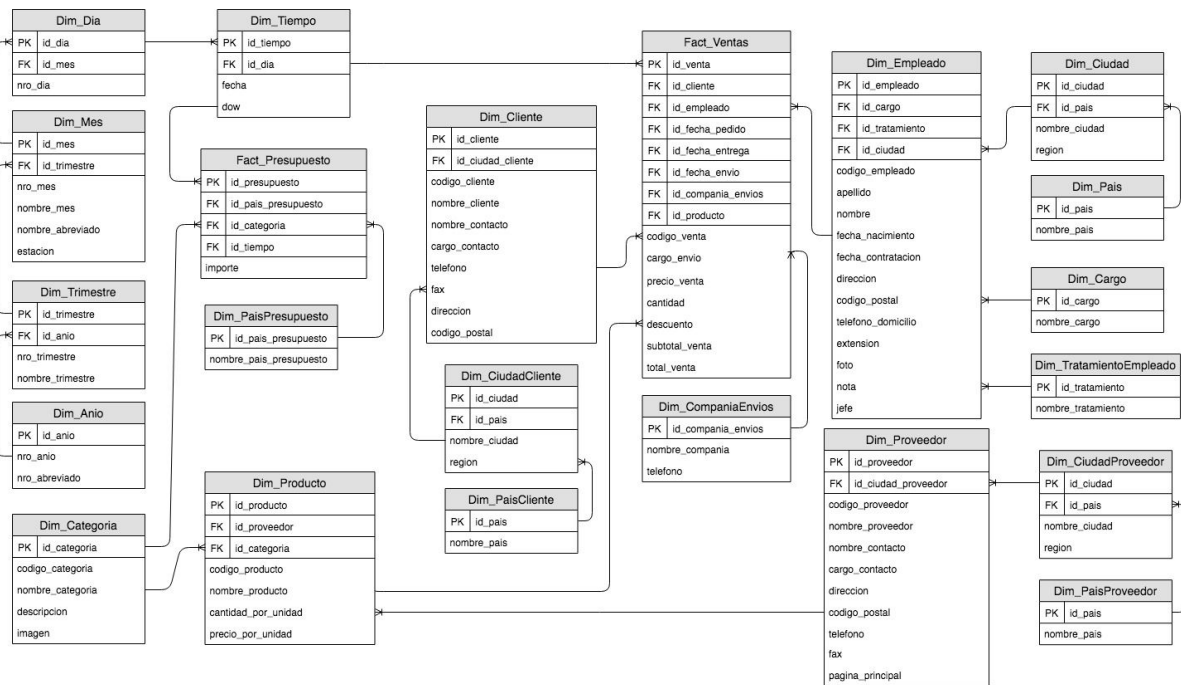 Dim_Dia
PK id_dia
FK id_mes
nro_dia
Dim_Mes
PK id_mes
FK id_trimestre
nro_mes
nombre_mes
nombre_abreviado
estacion
Dim_Trimestre
PK id_trimestre
FK id_anio
nro_trimestre
nombre_trimestre
Dim_Anio
PK id_anio
nro_anio
nro_abreviado
Dim_Categoria
PK id_categoria
codigo_categoria
nombre_categoria
descripcion
imagen
Dim_Tiempo
PK id_tiempo
FK id_dia
fecha
dow
Fact_Presupuesto
PK id_presupuesto
FK id_pais_presupuesto
FK id_categoria
FK id_tiempo
importe
Dim_PaisPresupuesto
PK id_pais_presupuesto
nombre_pais_presupuesto
Dim_Producto
PK id_producto
FK id_proveedor
FK id_categoria
codigo_producto
nombre_producto
cantidad_por_unidad
precio_por_unidad
Dim_Cliente
PK id_cliente
FK id_ciudad_cliente
codigo_cliente
nombre_cliente
nombre_contacto
cargo_contacto
telefono
fax
direccion
codigo_postal
Dim_CiudadCliente
PK id_ciudad
FK id_pais
nombre_ciudad
region
Dim_PaisCliente
PK id_pais
nombre_pais
Fact_Ventas
PK id_venta
FK id_cliente
FK id_empleado
FK id_fecha_pedido
FK id_fecha_entrega
FK id_fecha_envio
FK id_compania_envios
FK id_producto
codigo_venta
cargo_envio
precio_venta
cantidad
descuento
subtotal_venta
total_venta
Dim_CompaniaEnvios
PK id_compania_envios
nombre_compania
telefono
Dim_Empleado
PK id_empleado
FK id_cargo
FK id_tratamiento
FK id_ciudad
codigo_empleado
apellido
nombre
fecha_nacimiento
fecha_contratacion
direccion
codigo_postal
telefono_domicilio
extension
foto
nota
jefe
Dim_Proveedor
PK id_proveedor
FK id_ciudad_proveedor
codigo_proveedor
nombre_proveedor
nombre_contacto
cargo_contacto
direccion
codigo_postal
telefono
fax
pagina_principal
Dim_Ciudad
PK id_ciudad
FK id_pais
nombre_ciudad
region
Dim_Pais
PK id_pais
nombre_pais
Dim_Cargo
PK id_cargo
nombre_cargo
Dim_TratamientoEmpleado
PK id_tratamiento
nombre_tratamiento
Dim_CiudadProveedor
PK id_ciudad
FK id_pais
nombre_ciudad
region
Dim_PaisProveedor
PK id_pais
nombre_pais